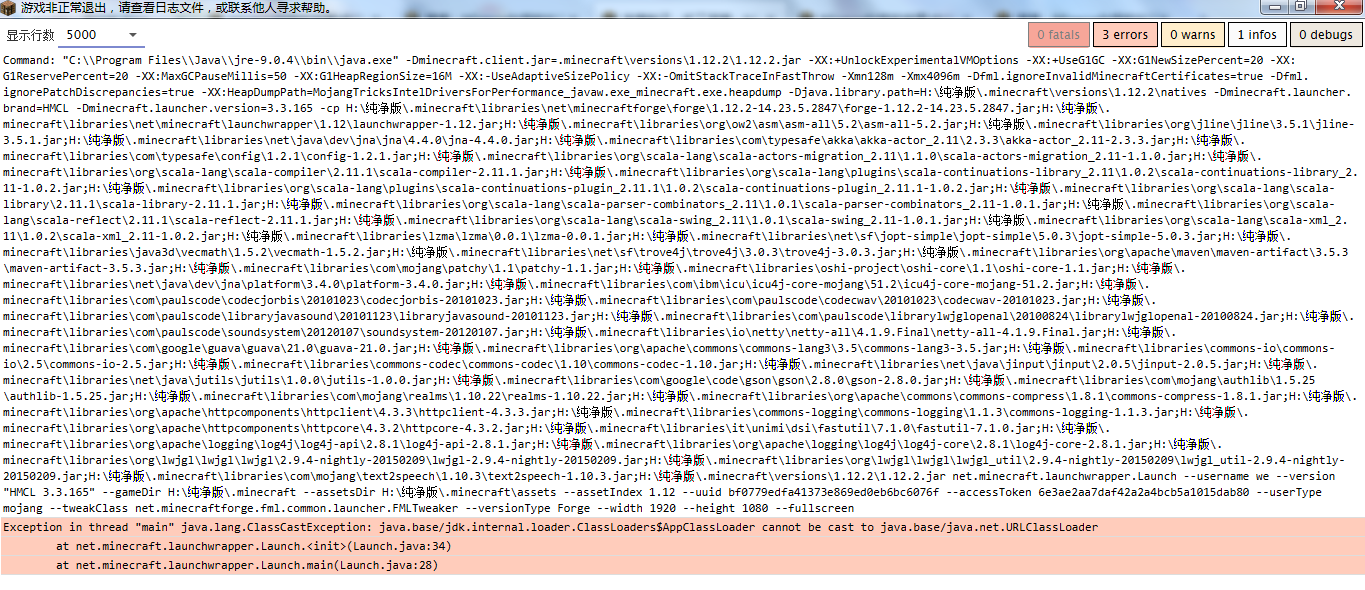 游戏非正常退出，请查看日志文件，或联系他人寻求帮助。
显示行数 5000 0 fatals 3 errors 0 warns 1 infos 0 debugs
Command: "C:\\Program Files\\Java\\jre-9.0.4\\bin\\java.exe" -Dminecraft.client.jar=.minecraft\versions\1.12.2\1.12.2.jar -XX:+UnlockExperimentalVMOptions -XX:+UseG1GC -XX:G1NewSizePercent=20 -XX:
G1ReservePercent=20 -XX:MaxGCPauseMillis=50 -XX:G1HeapRegionSize=16M -XX:-UseAdaptiveSizePolicy -XX:-OmitStackTraceInFastThrow -Xmn128m -Xmx4096m -Dfml.ignoreInvalidMinecraftCertificates=true -Dfml.
ignorePatchDiscrepancies=true -XX:HeapDumpPath=MojangTricksIntelDriversForPerformance_javaw.exe_minecraft.exe.heapdump -Djava.library.path=H:\纯净版\.minecraft\versions\1.12.2\natives -Dminecraft.launcher.
brand=HMCL -Dminecraft.launcher.version=3.3.165 -cp H:\纯净版\.minecraft\libraries\net\minecraftforge\forge\1.12.2-14.23.5.2847\forge-1.12.2-14.23.5.2847.jar;H:\纯净版\.
minecraft\libraries\net\minecraft\launchwrapper\1.12\launchwrapper-1.12.jar;H:\纯净版\.minecraft\libraries\org\ow2\asm\asm-all\5.2\asm-all-5.2.jar;H:\纯净版\.minecraft\libraries\org\jline\jline\3.5.1\jline-
3.5.1.jar;H:\纯净版\.minecraft\libraries\net\java\dev\jna\jna\4.4.0\jna-4.4.0.jar;H:\纯净版\.minecraft\libraries\com\typesafe\akka\akka-actor_2.11\2.3.3\akka-actor_2.11-2.3.3.jar;H:\纯净版\.
minecraft\libraries\com\typesafe\config\1.2.1\config-1.2.1.jar;H:\纯净版\.minecraft\libraries\org\scala-lang\scala-actors-migration_2.11\1.1.0\scala-actors-migration_2.11-1.1.0.jar;H:\纯净版\.
minecraft\libraries\org\scala-lang\scala-compiler\2.11.1\scala-compiler-2.11.1.jar;H:\纯净版\.minecraft\libraries\org\scala-lang\plugins\scala-continuations-library_2.11\1.0.2\scala-continuations-library_2.
11-1.0.2.jar;H:\纯净版\.minecraft\libraries\org\scala-lang\plugins\scala-continuations-plugin_2.11.1\1.0.2\scala-continuations-plugin_2.11.1-1.0.2.jar;H:\纯净版\.minecraft\libraries\org\scala-lang\scala-
library\2.11.1\scala-library-2.11.1.jar;H:\纯净版\.minecraft\libraries\org\scala-lang\scala-parser-combinators_2.11\1.0.1\scala-parser-combinators_2.11-1.0.1.jar;H:\纯净版\.minecraft\libraries\org\scala-
lang\scala-reflect\2.11.1\scala-reflect-2.11.1.jar;H:\纯净版\.minecraft\libraries\org\scala-lang\scala-swing_2.11\1.0.1\scala-swing_2.11-1.0.1.jar;H:\纯净版\.minecraft\libraries\org\scala-lang\scala-xml_2.
11\1.0.2\scala-xml_2.11-1.0.2.jar;H:\纯净版\.minecraft\libraries\lzma\lzma\0.0.1\lzma-0.0.1.jar;H:\纯净版\.minecraft\libraries\net\sf\jopt-simple\jopt-simple\5.0.3\jopt-simple-5.0.3.jar;H:\纯净版\.
minecraft\libraries\java3d\vecmath\1.5.2\vecmath-1.5.2.jar;H:\纯净版\.minecraft\libraries\net\sf\trove4j\trove4j\3.0.3\trove4j-3.0.3.jar;H:\纯净版\.minecraft\libraries\org\apache\maven\maven-artifact\3.5.3
\maven-artifact-3.5.3.jar;H:\纯净版\.minecraft\libraries\com\mojang\patchy\1.1\patchy-1.1.jar;H:\纯净版\.minecraft\libraries\oshi-project\oshi-core\1.1\oshi-core-1.1.jar;H:\纯净版\.
minecraft\libraries\net\java\dev\jna\platform\3.4.0\platform-3.4.0.jar;H:\纯净版\.minecraft\libraries\com\ibm\icu\icu4j-core-mojang\51.2\icu4j-core-mojang-51.2.jar;H:\纯净版\.
minecraft\libraries\com\paulscode\codecjorbis\20101023\codecjorbis-20101023.jar;H:\纯净版\.minecraft\libraries\com\paulscode\codecwav\20101023\codecwav-20101023.jar;H:\纯净版\.
minecraft\libraries\com\paulscode\libraryjavasound\20101123\libraryjavasound-20101123.jar;H:\纯净版\.minecraft\libraries\com\paulscode\librarylwjglopenal\20100824\librarylwjglopenal-20100824.jar;H:\纯净版\.
minecraft\libraries\com\paulscode\soundsystem\20120107\soundsystem-20120107.jar;H:\纯净版\.minecraft\libraries\io\netty\netty-all\4.1.9.Final\netty-all-4.1.9.Final.jar;H:\纯净版\.
minecraft\libraries\com\google\guava\guava\21.0\guava-21.0.jar;H:\纯净版\.minecraft\libraries\org\apache\commons\commons-lang3\3.5\commons-lang3-3.5.jar;H:\纯净版\.minecraft\libraries\commons-io\commons-
io\2.5\commons-io-2.5.jar;H:\纯净版\.minecraft\libraries\commons-codec\commons-codec\1.10\commons-codec-1.10.jar;H:\纯净版\.minecraft\libraries\net\java\jinput\jinput\2.0.5\jinput-2.0.5.jar;H:\纯净版\.
minecraft\libraries\net\java\jutils\jutils\1.0.0\jutils-1.0.0.jar;H:\纯净版\.minecraft\libraries\com\google\code\gson\gson\2.8.0\gson-2.8.0.jar;H:\纯净版\.minecraft\libraries\com\mojang\authlib\1.5.25
\authlib-1.5.25.jar;H:\纯净版\.minecraft\libraries\com\mojang\realms\1.10.22\realms-1.10.22.jar;H:\纯净版\.minecraft\libraries\org\apache\commons\commons-compress\1.8.1\commons-compress-1.8.1.jar;H:\纯净版\.
minecraft\libraries\org\apache\httpcomponents\httpclient\4.3.3\httpclient-4.3.3.jar;H:\纯净版\.minecraft\libraries\commons-logging\commons-logging\1.1.3\commons-logging-1.1.3.jar;H:\纯净版\.
minecraft\libraries\org\apache\httpcomponents\httpcore\4.3.2\httpcore-4.3.2.jar;H:\纯净版\.minecraft\libraries\it\unimi\dsi\fastutil\7.1.0\fastutil-7.1.0.jar;H:\纯净版\.
minecraft\libraries\org\apache\logging\log4j\log4j-api\2.8.1\log4j-api-2.8.1.jar;H:\纯净版\.minecraft\libraries\org\apache\logging\log4j\log4j-core\2.8.1\log4j-core-2.8.1.jar;H:\纯净版\.
minecraft\libraries\org\lwjgl\lwjgl\lwjgl\2.9.4-nightly-20150209\lwjgl-2.9.4-nightly-20150209.jar;H:\纯净版\.minecraft\libraries\org\lwjgl\lwjgl\lwjgl_util\2.9.4-nightly-20150209\lwjgl_util-2.9.4-nightly-
20150209.jar;H:\纯净版\.minecraft\libraries\com\mojang\text2speech\1.10.3\text2speech-1.10.3.jar;H:\纯净版\.minecraft\versions\1.12.2\1.12.2.jar net.minecraft.launchwrapper.Launch --username we --version
"HMCL 3.3.165" --gameDir H:\纯净版\.minecraft --assetsDir H:\纯净版\.minecraft\assets --assetIndex 1.12 --uuid bf0779edfa41373e869ed0eb6bc6076f --accessToken 6e3ae2aa7daf42a2a4bcb5a1015dab80 --userType
mojang --tweakClass net.minecraftforge.fml.common.launcher.FMLTweaker --versionType Forge --width 1920 --height 1080 --fullscreen
Exception in thread "main" java.lang.ClassCastException: java.base/jdk.internal.loader.ClassLoaders$AppClassLoader cannot be cast to java.base/java.net.URLClassLoader
at net.minecraft.launchwrapper.Launch.<init>(Launch.java:34)
at net.minecraft.launchwrapper.Launch.main(Launch.java:28)